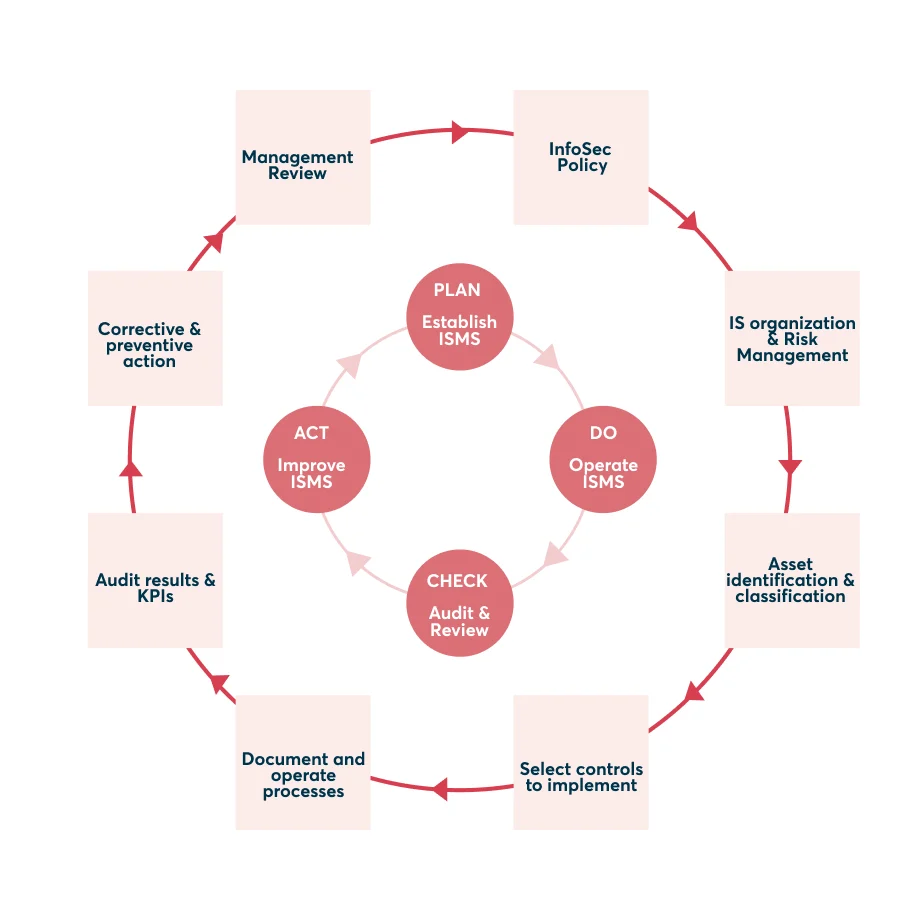 Management
Review
InfoSec
Policy
IS organization
& Risk
Management
Asset
identification &
classification
Select controls
to implement
Document and
operate
processes
Audit results &
KPIs
Corrective &
preventive
action
PLAN
Establish
ISMS
DO
Operate
ISMS
CHECK
Audit &
Review
ACT
Improve
ISMS